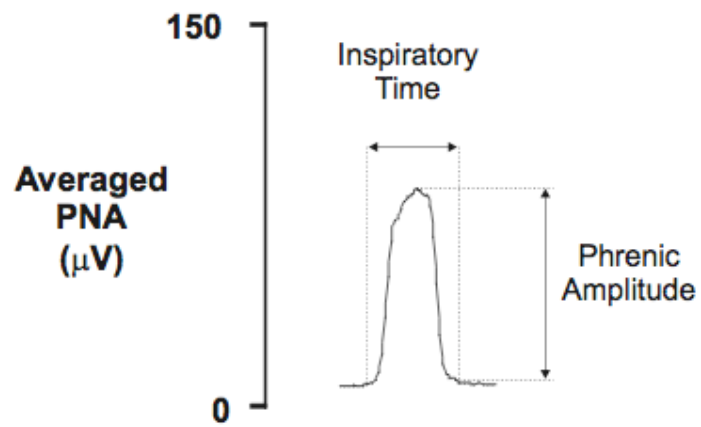 150
Inspiratory
Time
Averaged
PNA
(μV)
Phrenic
Amplitude
0